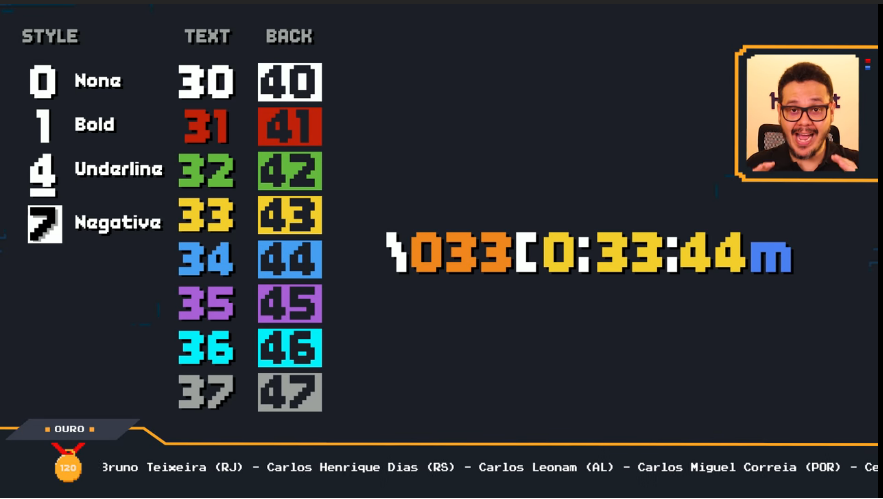 STYLE TEXT BACK
0 None 30 40
1 Bold 31 41
4 Underline 32 42
7 Negative 33 43
34 44
35 45
36 46
37 47
\033[0:33:44m
OURO
120
Bruno Teixeira (RJ) - Carlos Henrique Dias (RS) - Carlos Leonam (AL) - Carlos Miguel Correia (POR) - Ce